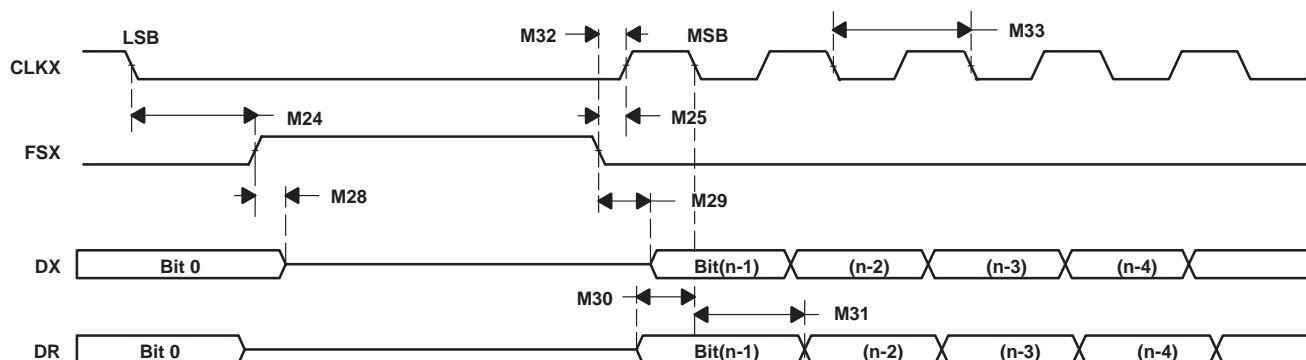 LSB
M32
MSB
M33
CLKX
M24
M25
FSX
M28
M29
DX
Bit 0
Bit(n-1)
(n-2)
(n-3)
(n-4)
M30
M31
DR
Bit 0
Bit(n-1)
(n-2)
(n-3)
(n-4)